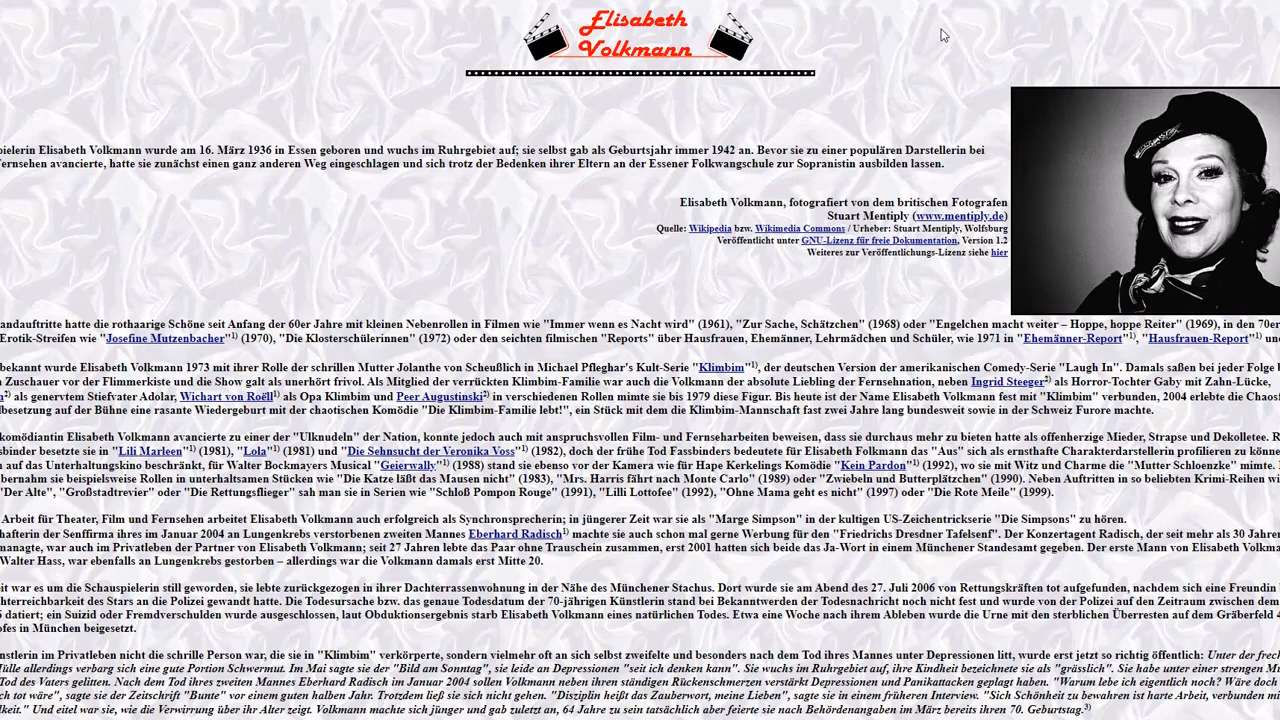 Elisabeth
Volkmann
pielerin Elisabeth Volkmann wurde am 16. März 1936 in Essen geboren und wuchs im Ruhrgebiet auf; sie selbst gab als Geburtsjahr immer 1942 an. Bevor sie zu einer populären Darstellerin bei
ernsehen avancierte, hatte sie zunächst einen ganz anderen Weg eingeschlagen und sich trotz der Bedenken ihrer Eltern an der Essener Folkwangschule zur Sopranistin ausbilden lassen.
Elisabeth Volkmann, fotografiert von dem britischen Fotografen
Stuart Mentiply (www.mentiply.de)
Quelle: Wikipedia bzw. Wikimedia Commons / Urheber: Stuart Mentiply, Wolfsburg
Veröffentlicht unter GNU-Lizenz für freie Dokumentation, Version 1.2
Weiteres zur Veröffentlichungs-Lizenz siehe hier
andauftritte hatte die rothaarige Schöne seit Anfang der 60er Jahre mit kleinen Nebenrollen in Filmen wie "Immer wenn es Nacht wird" (1961), "Zur Sache, Schätzchen" (1968) oder "Engelchen macht weiter – Hoppe, hoppe Reiter" (1969), in den 70er
Erotik-Streifen wie "Josefine Mutzenbacher"1) (1970), "Die Klosterschülerinnen" (1972) oder den seichten filmischen "Reports" über Hausfrauen, Ehemänner, Lehrmädchen und Schüler, wie 1971 in "Ehemänner-Report"1), "Hausfrauen-Report"1) und
bekannt wurde Elisabeth Volkmann 1973 mit ihrer Rolle der schrillen Mutter Jolanthe von Scheußlich in Michael Pfleghar's Kult-Serie "Klimbim"1), der deutschen Version der amerikanischen Comedy-Serie "Laugh In". Damals saßen bei jeder Folge
Zuschauer vor der Flimmerkiste und die Show galt als unerhört frivol. Als Mitglied der verrückten Klimbim-Familie war auch die Volkmann der absolute Liebling der Fernsehnation, neben Ingrid Steeger2) als Horror-Tochter Gaby mit Zahn-Lücke,
2) als genervtem Stiefvater Adolar, Wichart von Roëll1) als Opa Klimbim und Peer Augustinski2) in verschiedenen Rollen mimte sie bis 1979 diese Figur. Bis heute ist der Name Elisabeth Volkmann fest mit "Klimbim" verbunden, 2004 erlebte die Chaosf
besetzung auf der Bühne eine rasante Wiedergeburt mit der chaotischen Komödie "Die Klimbim-Familie lebt!", ein Stück mit dem die Klimbim-Mannschaft fast zwei Jahre lang bundesweit sowie in der Schweiz Furore machte.
komödiantin Elisabeth Volkmann avancierte zu einer der "Ulknudeln" der Nation, konnte jedoch auch mit anspruchsvollen Film- und Fernseharbeiten beweisen, dass sie durchaus mehr zu bieten hatte als offenherzige Mieder, Strapse und Dekolletee. R
ssbinder besetzte sie in "Lili Marleen"1) (1981), "Lola"1) (1981) und "Die Sehnsucht der Veronika Voss"1) (1982), doch der frühe Tod Fassbinders bedeutete für Elisabeth Folkmann das "Aus" sich als ernsthafte Charakterdarstellerin profilieren zu könne
auf das Unterhaltungskino beschränkt, für Walter Bockmayers Musical "Geierwally"1) (1988) stand sie ebenso vor der Kamera wie für Hape Kerkelings Komödie "Kein Pardon"1) (1992), wo sie mit Witz und Charme die "Mutter Schloenzke" mimte.
bernahm sie beispielsweise Rollen in unterhaltsamen Stücken wie "Die Katze läßt das Mausen nicht" (1983), "Mrs. Harris fährt nach Monte Carlo" (1989) oder "Zwiebeln und Butterplätzchen" (1990). Neben Auftritten in so beliebten Krimi-Reihen wi
"Der Alte", "Großstadtrevier" oder "Die Rettungsflieger" sah man sie in Serien wie "Schloß Pompon Rouge" (1991), "Lilli Lottofee" (1992), "Ohne Mama geht es nicht" (1997) oder "Die Rote Meile" (1999).
Arbeit für Theater, Film und Fernsehen arbeitet Elisabeth Volkmann auch erfolgreich als Synchronsprecherin; in jüngerer Zeit war sie als "Marge Simpson" in der kultigen US-Zeichentrickserie "Die Simpsons" zu hören.
hafterin der Senffirma ihres im Januar 2004 an Lungenkrebs verstorbenen zweiten Mannes Eberhard Radisch1) machte sie auch schon mal gerne Werbung für den "Friedrichs Dresdner Tafelsenf". Der Konzertagent Radisch, der seit mehr als 30 Jahren
managte, war auch im Privatleben der Partner von Elisabeth Volkmann; seit 27 Jahren lebte das Paar ohne Trauschein zusammen, erst 2001 hatten sich beide das Ja-Wort in einem Münchner Standesamt gegeben. Der erste Mann von Elisabeth Volkma
Walter Hass, war ebenfalls an Lungenkrebs gestorben – allerdings war die Volkmann damals erst Mitte 20.
eit war es um die Schauspielerin still geworden, sie lebte zurückgezogen in ihrer Dachterrassenwohnung in der Nähe des Münchner Stachus. Dort wurde sie am Abend des 27. Juli 2006 von Rettungskräften tot aufgefunden, nachdem sich eine Freundin
hterreichbarkeit des Stars an die Polizei gewandt hatte. Die Todesursache bzw. das genaue Todesdatum der 70-jährigen Künstlerin stand bei Bekanntwerden der Todesnachricht noch nicht fest und wurde von der Polizei auf den Zeitraum zwischen dem
datiert; ein Suizid oder Fremdverschulden wurde ausgeschlossen, laut Obduktionsergebnis starb Elisabeth Volkmann eines natürlichen Todes. Etwa eine Woche nach ihrem Ableben wurde die Urne mit den sterblichen Überresten auf dem Gräberfeld 4
ofes in München beigesetzt.
nstlerin im Privatleben nicht die schrille Person war, die sie in "Klimbim" verkörperte, sondern vielmehr oft an sich selbst zweifelte und besonders nach dem Tod ihres Mannes unter Depressionen litt, wurde erst jetzt so richtig öffentlich: Unter der frech
Hülle allerdings verbarg sich eine gute Portion Schwermut. Im Mai sagte sie der "Bild am Sonntag", sie leide an Depressionen "seit ich denken kann". Sie wuchs im Ruhrgebiet auf, ihre Kindheit bezeichnete sie als "grässlich". Sie habe unter einer strengen M
Tod des Vaters gelitten. Nach dem Tod ihres zweiten Mannes Eberhard Radisch im Januar 2004 sollen Volkmann neben ihren ständigen Rückenschmerzen verstärkt Depressionen und Panikattacken geplagt haben. "Warum lebe ich eigentlich noch? Wäre doch
ch tot wäre", sagte sie der Zeitschrift "Bunte" vor einem guten halben Jahr. Trotzdem ließ sie sich nicht gehen. "Disziplin heißt das Zauberwort, meine Lieben", sagte sie in einem früheren Interview. "Sich Schönheit zu bewahren ist harte Arbeit, verbunden mi
lkeit." Und eitel war sie, wie die Verwirrung über ihr Alter zeigt. Volkmann machte sich jünger und gab zuletzt an, 64 Jahre zu sein tatsächlich aber feierte sie nach Behördenangaben im März bereits ihren 70. Geburtstag.3)